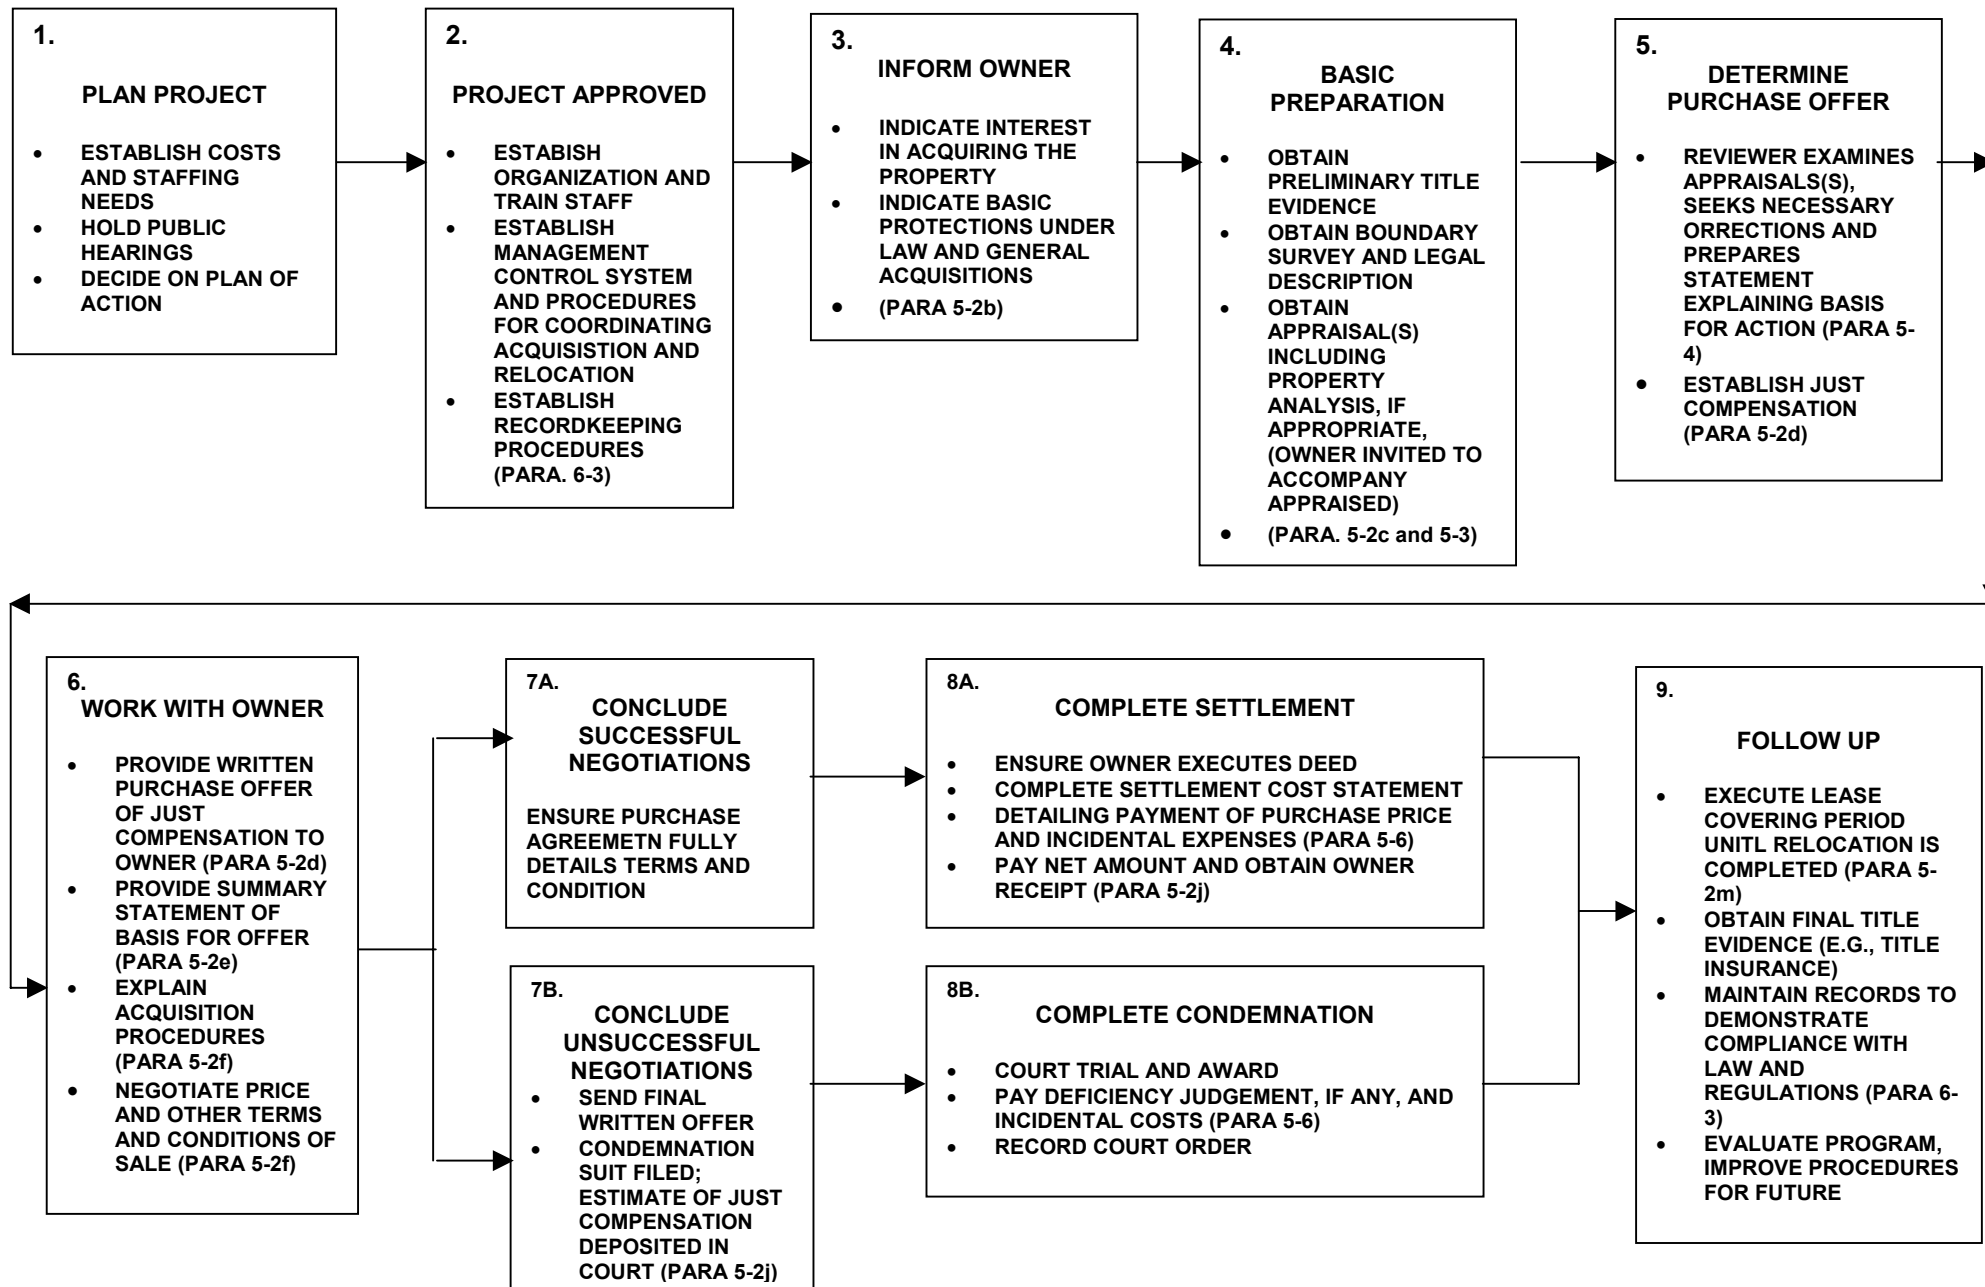 1.
PLAN PROJECT
• ESTABLISH COSTS
AND STAFFING
NEEDS
• HOLD PUBLIC
HEARINGS
• DECIDE ON PLAN OF
ACTION
2.
PROJECT APPROVED
• ESTABISH
ORGANIZATION AND
TRAIN STAFF
• ESTABLISH
MANAGEMENT
CONTROL SYSTEM
AND PROCEDURES
FOR COORDINATING
ACQUISISTION AND
RELOCATION
• ESTABLISH
RECORDKEEPING
PROCEDURES
(PARA. 6-3)
3.
INFORM OWNER
• INDICATE INTEREST
IN ACQUIRING THE
PROPERTY
• INDICATE BASIC
PROTECTIONS UNDER
LAW AND GENERAL
ACQUISITIONS
• (PARA 5-2b)
4.
BASIC
PREPARATION
• OBTAIN
PRELIMINARY TITLE
EVIDENCE
• OBTAIN BOUNDARY
SURVEY AND LEGAL
DESCRIPTION
• OBTAIN
APPRAISAL(S)
INCLUDING
PROPERTY
ANALYSIS, IF
APPROPRIATE,
(OWNER INVITED TO
ACCOMPANY
APPRAISED)
• (PARA. 5-2c and 5-3)
5.
DETERMINE
PURCHASE OFFER
• REVIEWER EXAMINES
APPRAISALS(S),
SEEKS NECESSARY
ORRECTIONS AND
PREPARES
STATEMENT
EXPLAINING BASIS
FOR ACTION (PARA 5-
4)
• ESTABLISH JUST
COMPENSATION
(PARA 5-2d)
6.
WORK WITH OWNER
• PROVIDE WRITTEN
PURCHASE OFFER
OF JUST
COMPENSATION TO
OWNER (PARA 5-2d)
• PROVIDE SUMMARY
STATEMENT OF
BASIS FOR OFFER
(PARA 5-2e)
• EXPLAIN
ACQUISITION
PROCEDURES
(PARA 5-2f)
• NEGOTIATE PRICE
AND OTHER TERMS
AND CONDITIONS OF
SALE (PARA 5-2f)
7A.
CONCLUDE
SUCCESSFUL
NEGOTIATIONS
ENSURE PURCHASE
AGREEMETN FULLY
DETAILS TERMS AND
CONDITION
7B.
CONCLUDE
UNSUCCESSFUL
NEGOTIATIONS
• SEND FINAL
WRITTEN OFFER
• CONDEMNATION
SUIT FILED;
ESTIMATE OF JUST
COMPENSATION
DEPOSITED IN
COURT (PARA 5-2j)
8A.
COMPLETE SETTLEMENT
• ENSURE OWNER EXECUTES DEED
• COMPLETE SETTLEMENT COST STATEMENT
• DETAILING PAYMENT OF PURCHASE PRICE
AND INCIDENTAL EXPENSES (PARA 5-6)
• PAY NET AMOUNT AND OBTAIN OWNER
RECEIPT (PARA 5-2j)
8B.
COMPLETE CONDEMNATION
• COURT TRIAL AND AWARD
• PAY DEFICIENCY JUDGEMENT, IF ANY, AND
INCIDENTAL COSTS (PARA 5-6)
• RECORD COURT ORDER
9.
FOLLOW UP
• EXECUTE LEASE
COVERING PERIOD
UNITL RELOCATION IS
COMPLETED (PARA 5-
2m)
• OBTAIN FINAL TITLE
EVIDENCE (E.G., TITLE
INSURANCE)
• MAINTAIN RECORDS TO
DEMONSTRATE
COMPLIANCE WITH
LAW AND
REGULATIONS (PARA 6-
3)
• EVALUATE PROGRAM,
IMPROVE PROCEDURES
FOR FUTURE